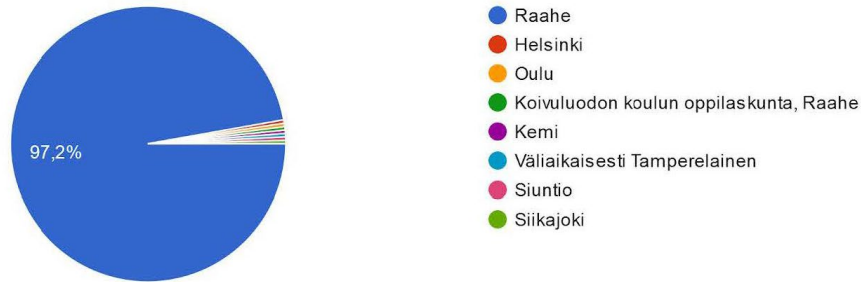 97,2%
Raahe
Helsinki
Oulu
Koivuluodon koulun oppilaskunta, Raahe
Kemi
Väliaikaisesti Tamperelainen
Siuntio
Siikajoki